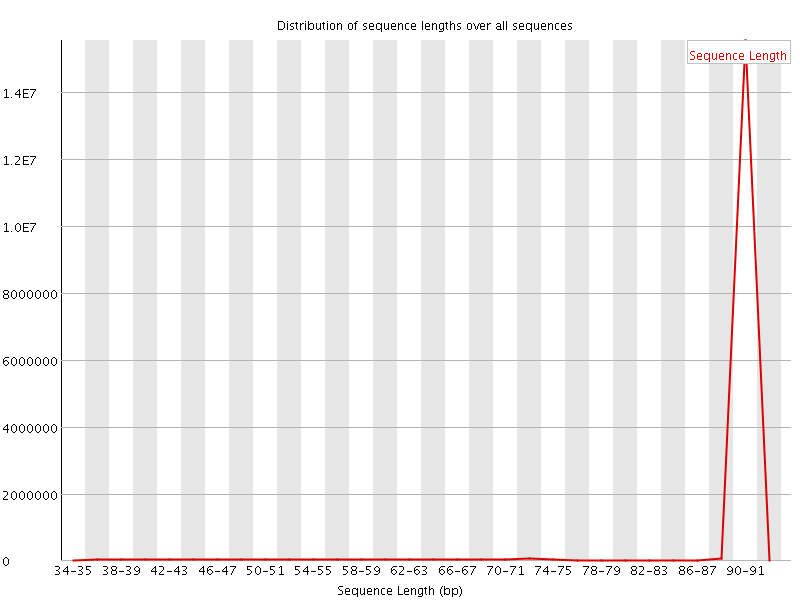 Distribution of sequence lengths over all sequences
Sequence Length
1.4E7
1.2E7
1.0E7
8000000
6000000
4000000
2000000
0
34-35 38-39 42-43 46-47 50-51 54-55 58-59 62-63 66-67 70-71 74-75 78-79 82-83 86-87 90-91
Sequence Length (bp)